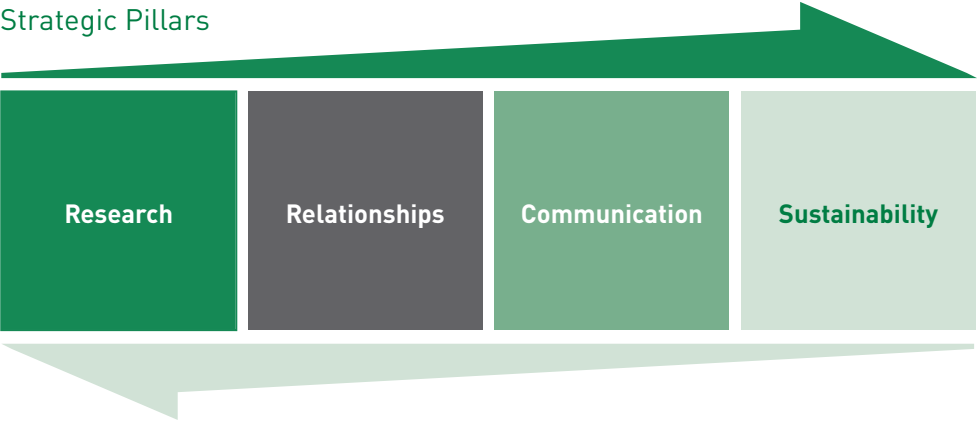 Strategic Pillars
Research
Relationships
Communication
Sustainability